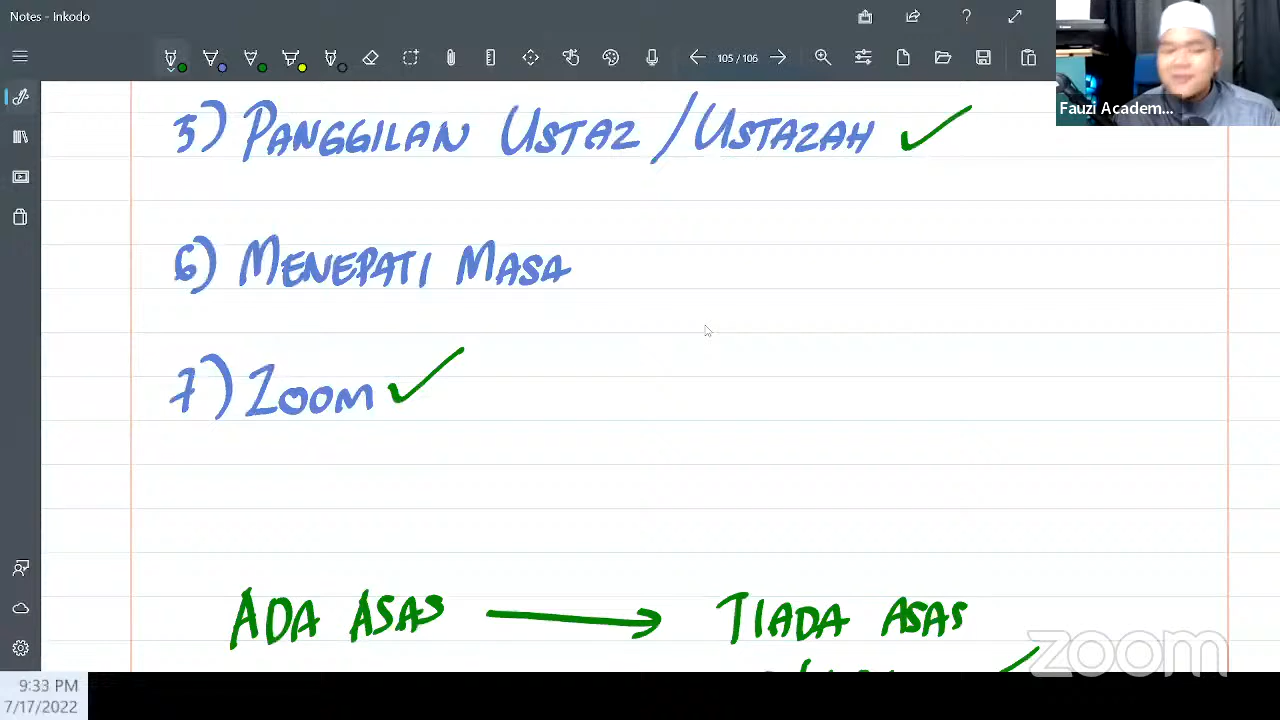 Notes - Inkodo
105 / 106
Fauzi Academ...
5) PANGGILAN USTAZ / USTAZAH
6) MENEPATI MASA
7) ZOOM
ADA ASAS → TIADA ASAS
zoom
9:33 PM
7/17/2022